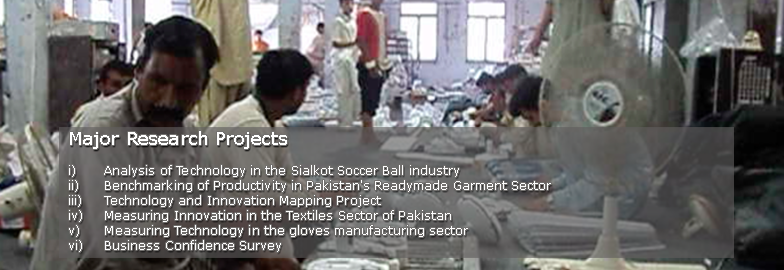 Major Research Projects
i) Analysis of Technology in the Sialkot Soccer Ball industry
ii) Benchmarking of Productivity in Pakistan's Readymade Garment Sector
iii) Technology and Innovation Mapping Project
iv) Measuring Innovation in the Textiles Sector of Pakistan
v) Measuring Technology in the gloves manufacturing sector
vi) Business Confidence Survey